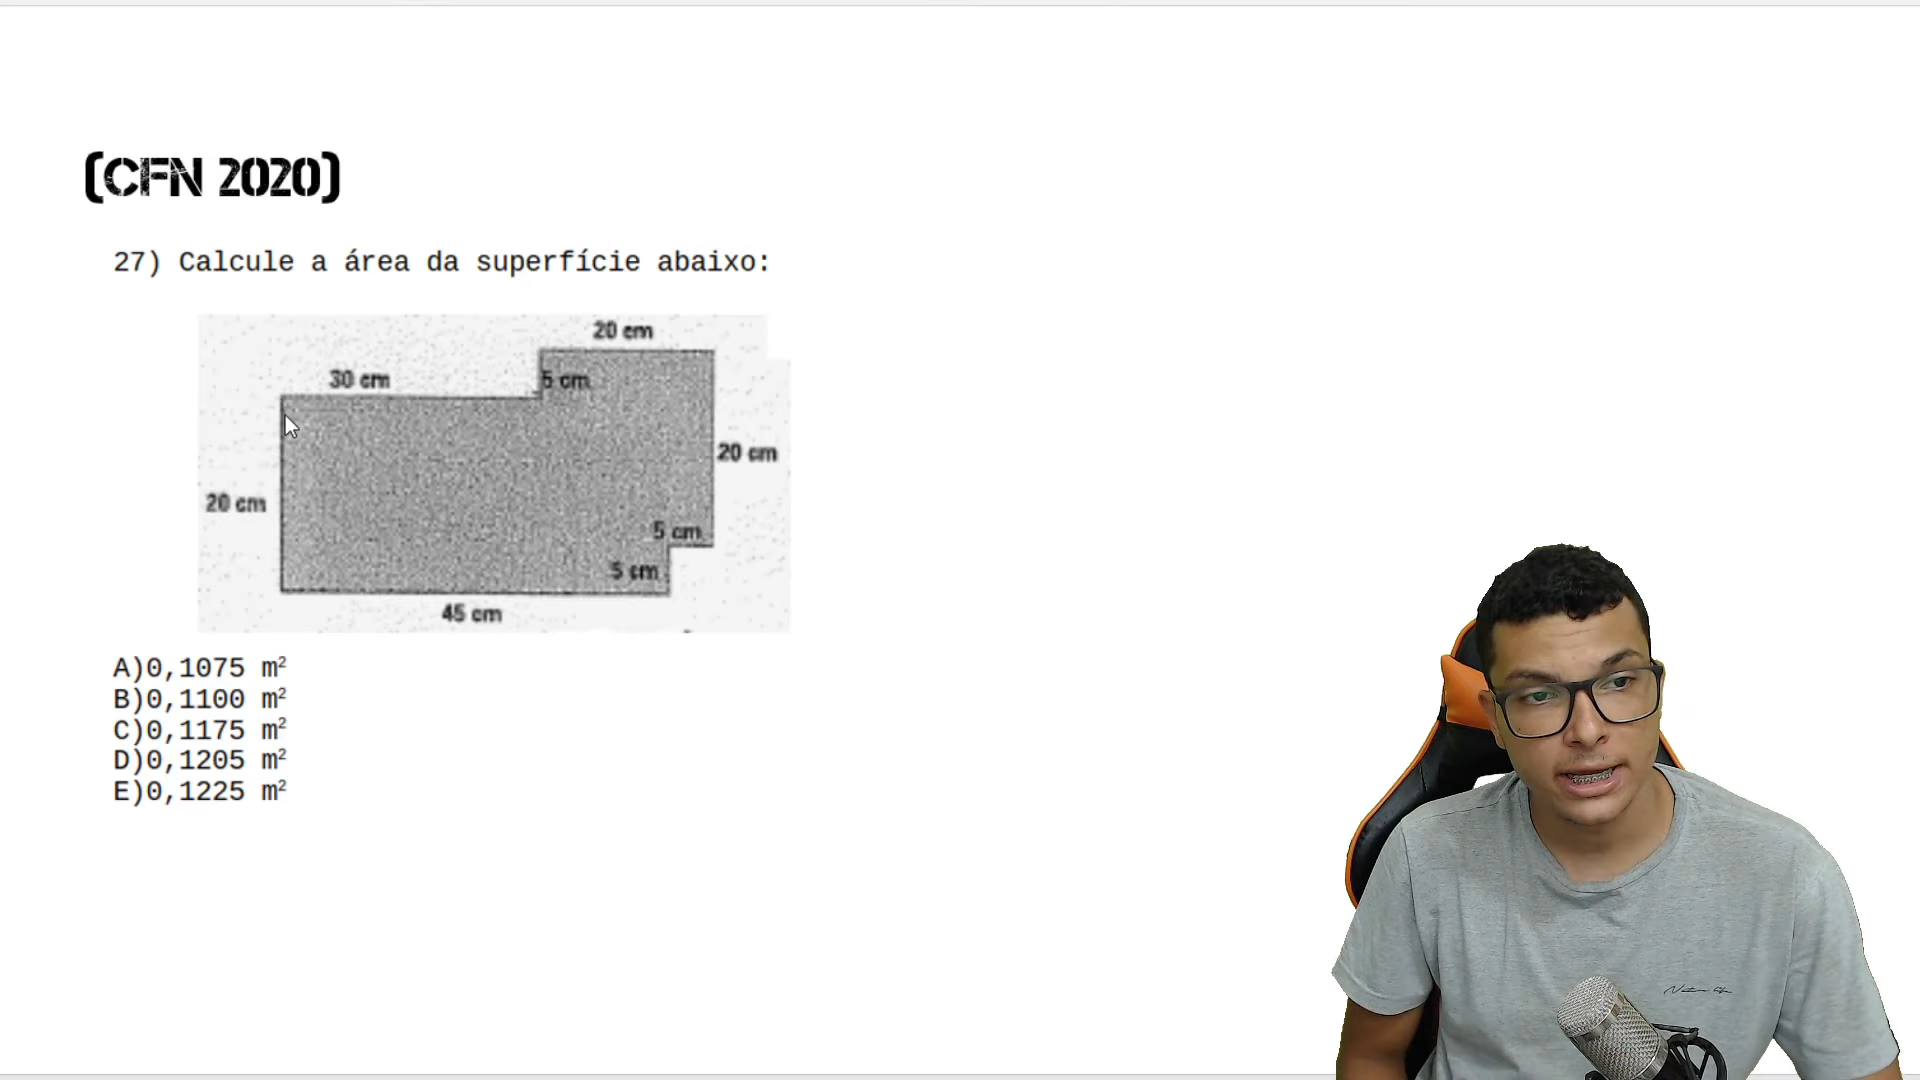 (CFN 2020)
27) Calcule a área da superfície abaixo:
20 cm
30 cm
5 cm
20 cm
20 cm
5 cm
5 cm
45 cm
A)0,1075 m²
B)0,1100 m²
C)0,1175 m²
D)0,1205 m²
E)0,1225 m²